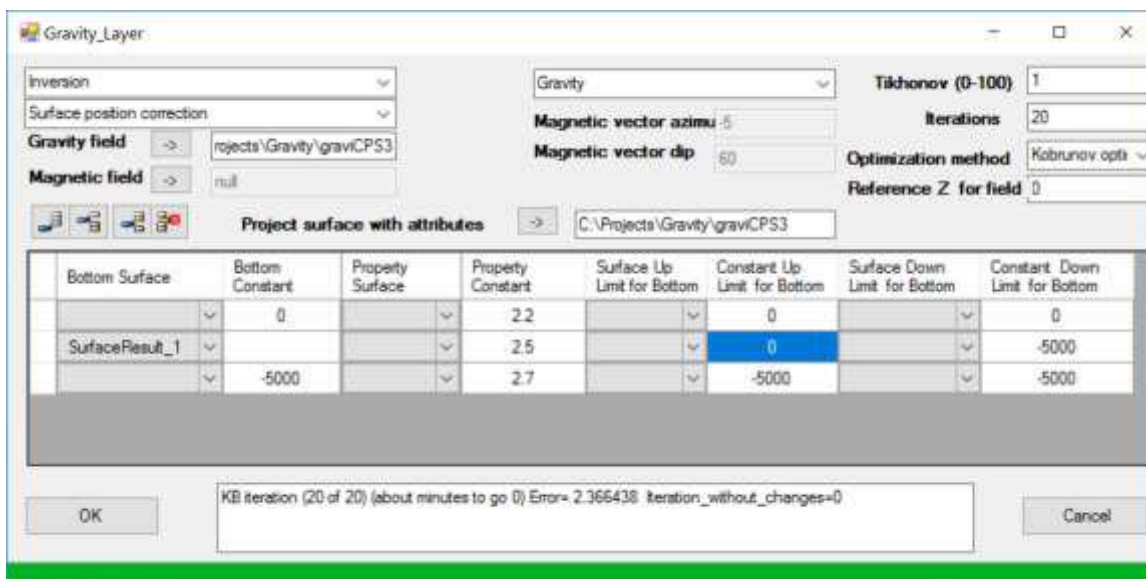 Gravity_Layer
Inversion
Gravity
Tikhonov (0-100) 1
Surface position correction
Magnetic vector azimu -5
Iterations 20
Gravity field -> rojects\Gravity\graviCPS3
Magnetic vector dip 60
Optimization method Kobrunov opti
Magnetic field -> null
Reference Z for field 0
Project surface with attributes -> C:\Projects\Gravity\graviCPS3
Bottom Surface Bottom Constant Property Surface Property Constant Surface Up Limit for Bottom Constant Up Limit for Bottom Surface Down Limit for Bottom Constant Down Limit for Bottom
0 2.2 0 0
SurfaceResult_1 2.5 0 -5000
-5000 2.7 -5000 -5000
KB iteration (20 of 20) (about minutes to go 0) Error= 2.366438 Iteration_without_changes=0
OK
Cancel